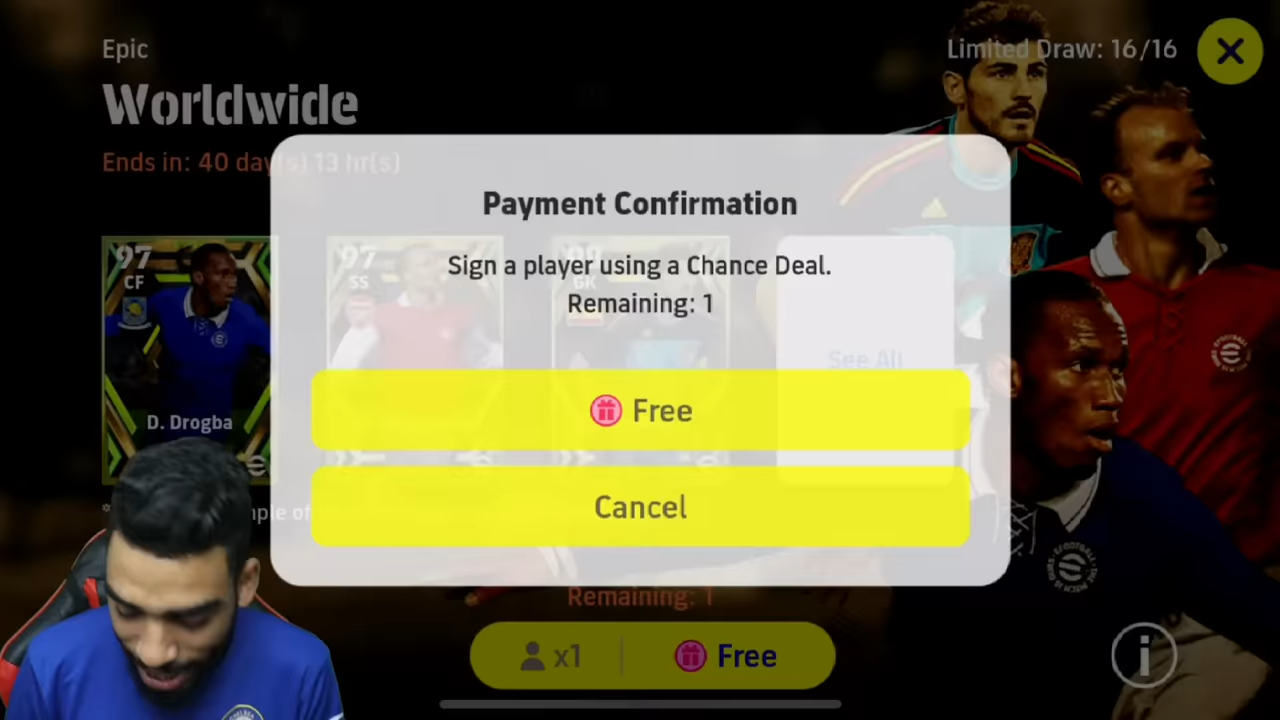 Epic
Limited Draw: 16/16
Worldwide
Ends in: 40 day(s) 13 hr(s)
Payment Confirmation
Sign a player using a Chance Deal.
Remaining: 1
97
CF
97
SS
GK
See All
D. Drogba
Free
Cancel
Remaining: 1
x1
Free